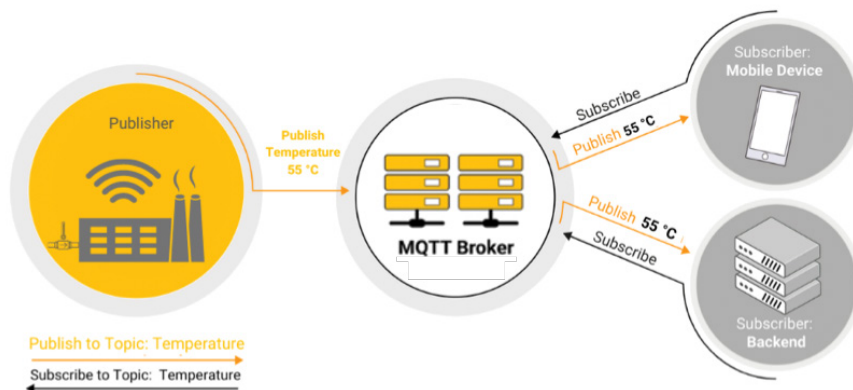 Publisher
Publish
Temperature
55 °C
MQTT Broker
Subscriber:
Mobile Device
Subscribe
Publish 55 °C
Publish 55 °C
Subscribe
Subscriber:
Backend
Publish to Topic: Temperature
Subscribe to Topic: Temperature